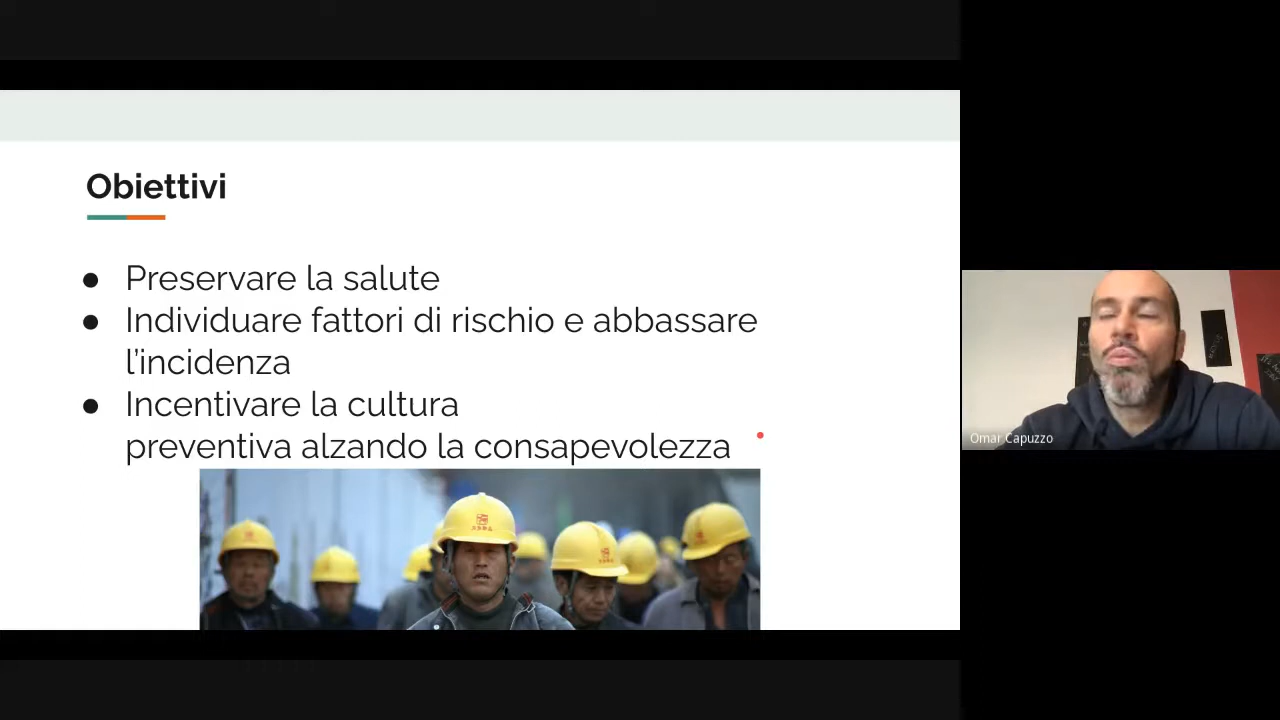 Obiettivi
● Preservare la salute
● Individuare fattori di rischio e abbassare
l’incidenza
● Incentivare la cultura
preventiva alzando la consapevolezza
Omar Capuzzo